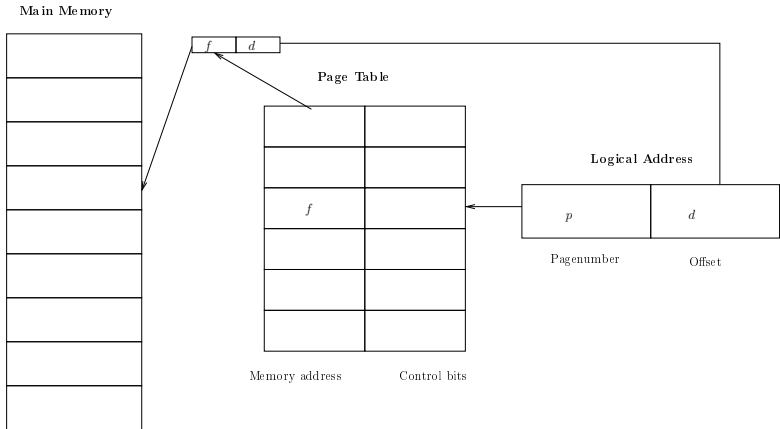 Main Memory
f d
Page Table
Logical Address
f
p d
Pagenumber
Offset
Memory address Control bits